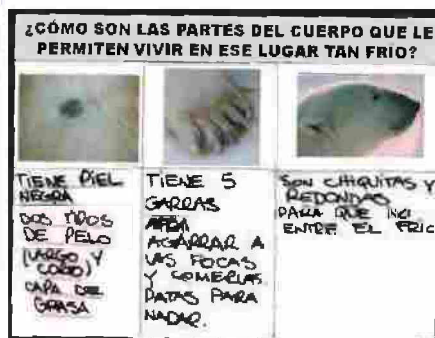 ¿CÓMO SON LAS PARTES DEL CUERPO QUE LE
PERMITEN VIVIR EN ESE LUGAR TAN FRÍO?
TIENE PIEL
NEGRA
DOS TIPOS
DE PELO
(LARGO Y
CORTO)
CAPA DE
GRASA
TIENE 5
GARRAS
AGARRAR A
LAS FOCAS
Y COMERLAS.
PATAS PARA
NADAR.
SON CHIQUITAS Y
REDONDAS
PARA QUE NO
ENTRE EL FRIO